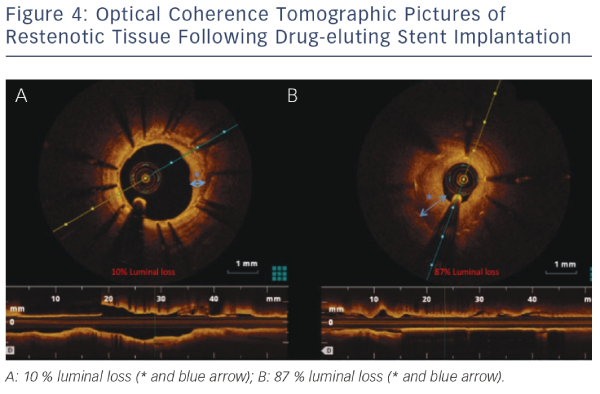 Figure 4: Optical Coherence Tomographic Pictures of
Restenotic Tissue Following Drug-eluting Stent Implantation
A
B
*
*
1 mm
1 mm
10% Luminal loss
87% Luminal loss
10 20 30 40 mm
10 20 30 40 mm
mm
0
mm
0
D
D
A: 10 % luminal loss (* and blue arrow); B: 87 % luminal loss (* and blue arrow).